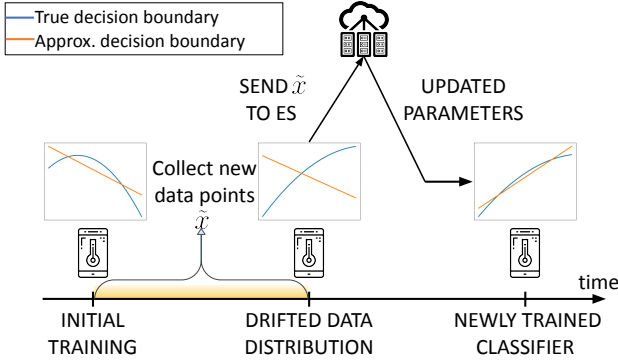 True decision boundary
Approx. decision boundary
SEND x̃
TO ES
UPDATED
PARAMETERS
Collect new
data points
x̃
time
INITIAL
TRAINING
DRIFTED DATA
DISTRIBUTION
NEWLY TRAINED
CLASSIFIER